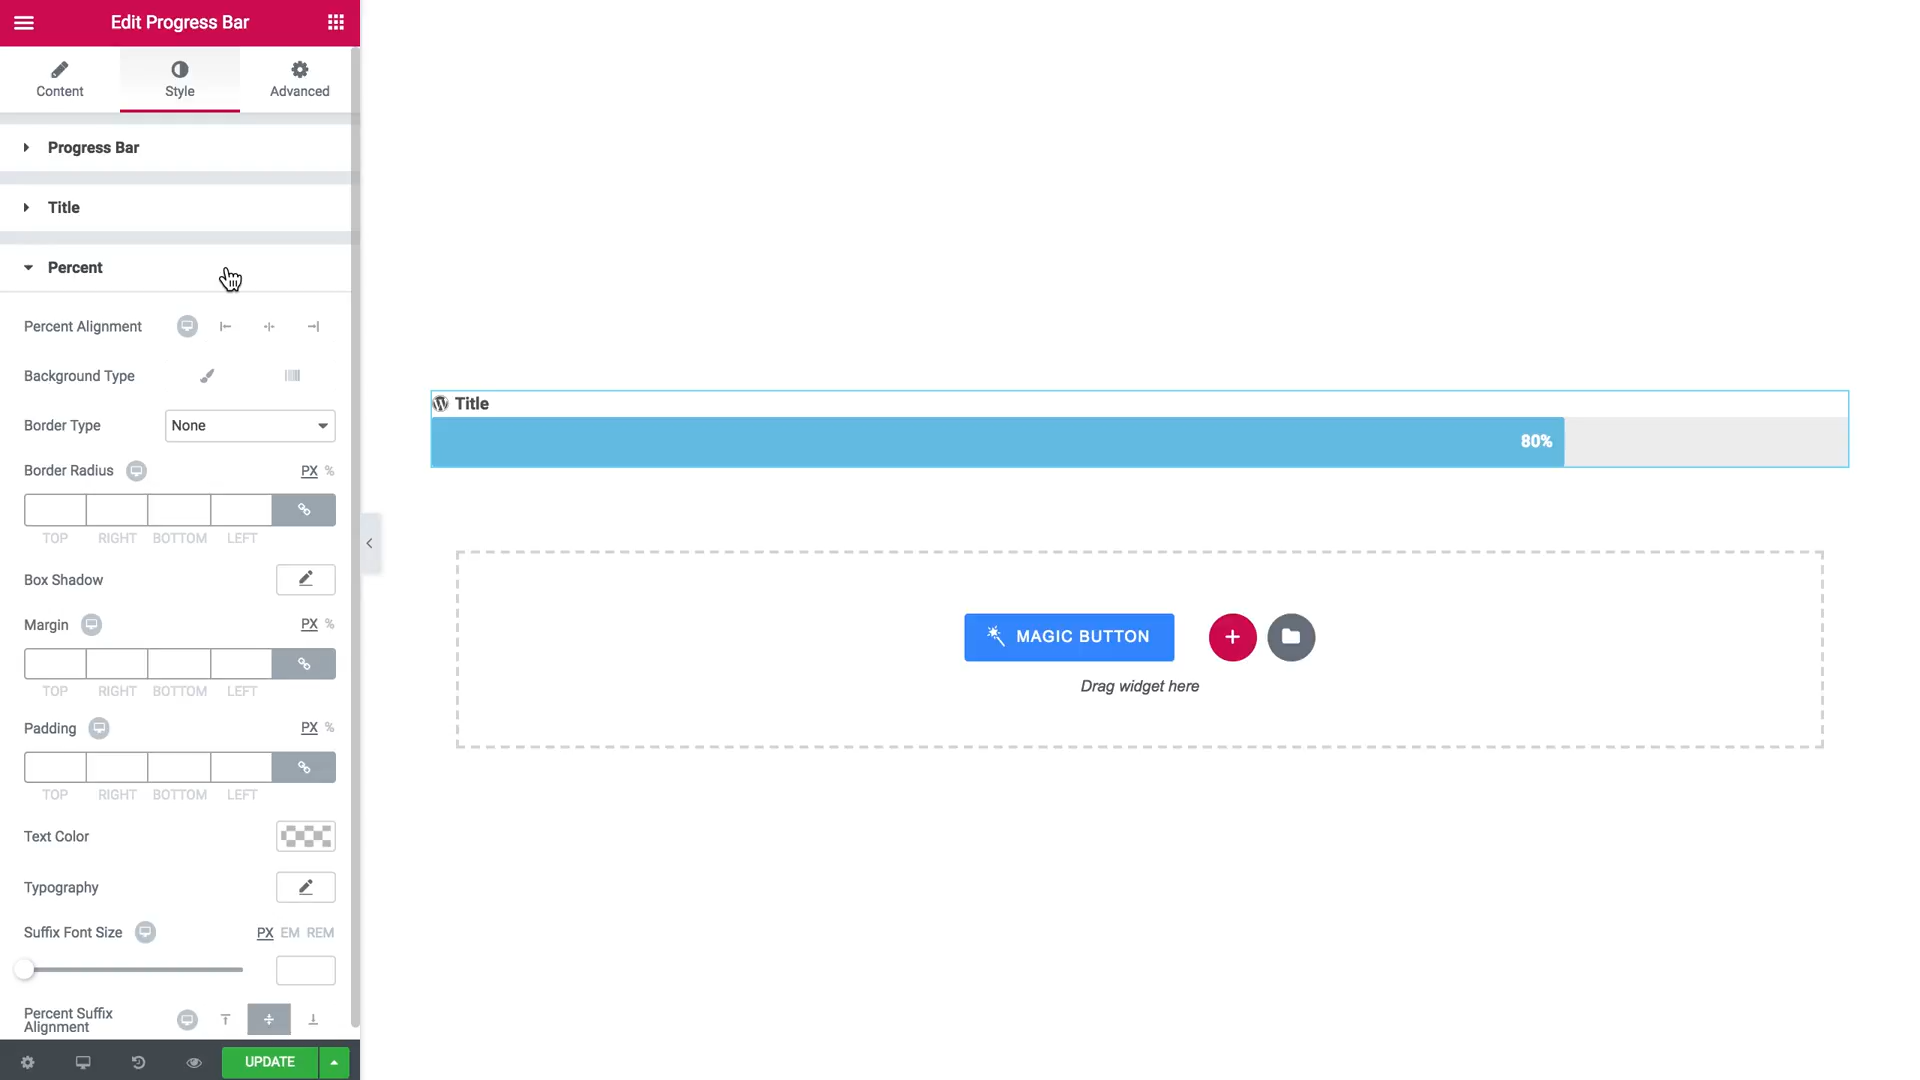 Edit Progress Bar
Content
Style
Advanced
Progress Bar
Title
Percent
Percent Alignment
Background Type
Border Type
None
Border Radius
PX %
TOP RIGHT BOTTOM LEFT
Box Shadow
Margin
PX %
TOP RIGHT BOTTOM LEFT
Padding
PX %
TOP RIGHT BOTTOM LEFT
Text Color
Typography
Suffix Font Size
PX EM REM
Percent Suffix
Alignment
UPDATE
Title
80%
MAGIC BUTTON
Drag widget here